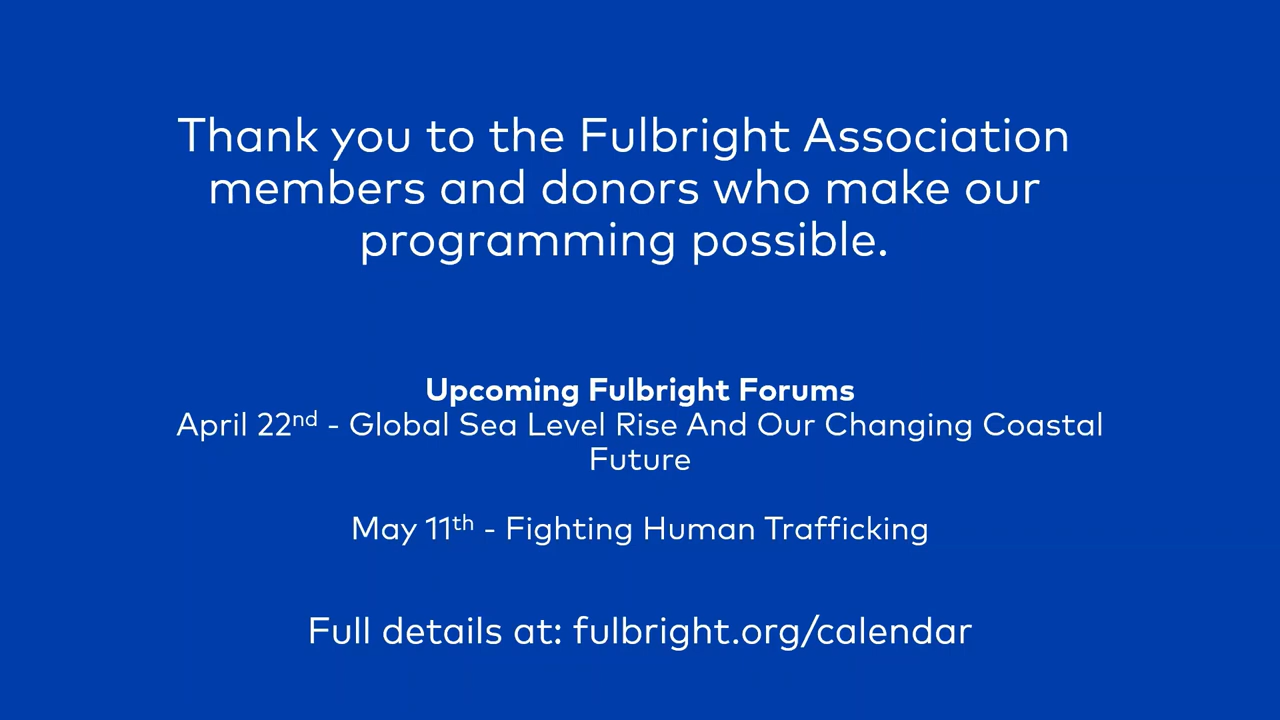 Thank you to the Fulbright Association
members and donors who make our
programming possible.
Upcoming Fulbright Forums
April 22nd - Global Sea Level Rise And Our Changing Coastal
Future
May 11th - Fighting Human Trafficking
Full details at: fulbright.org/calendar